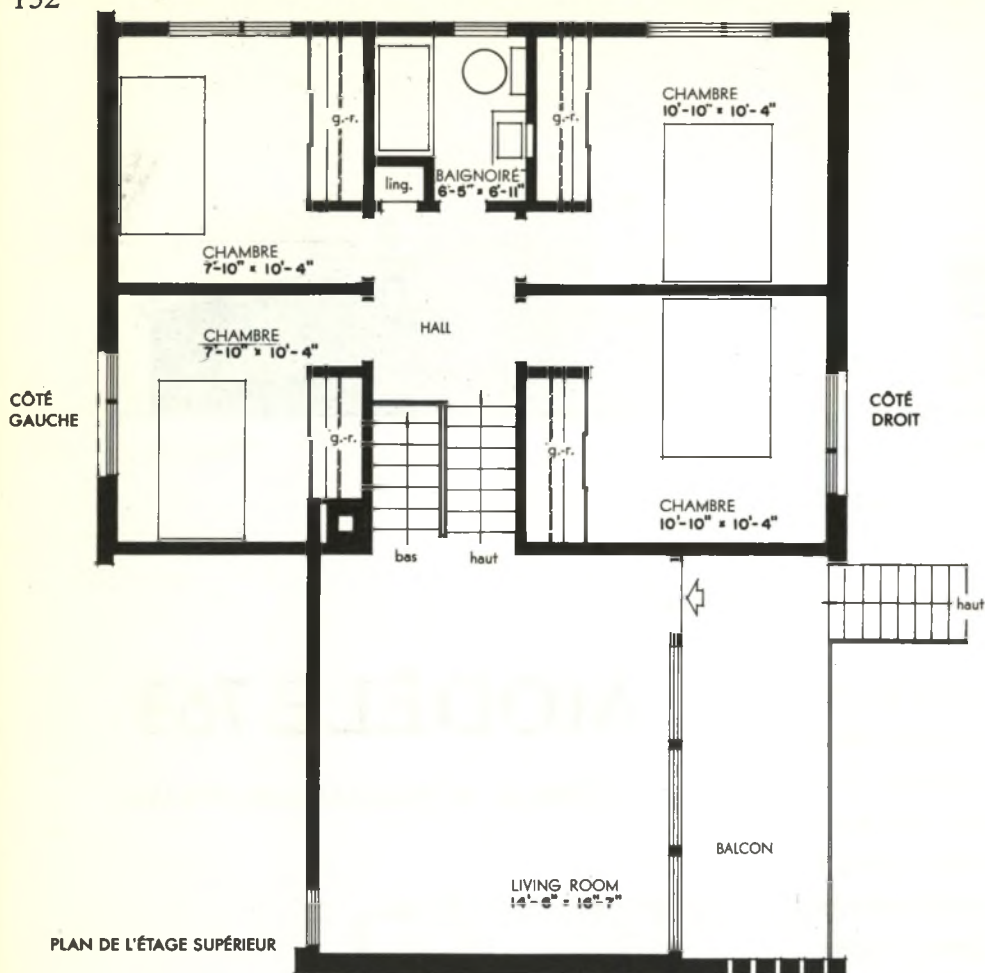 152
CHAMBRE
10'-10" × 10'-4"
g.-r.
g.-r.
ling.
BAIGNOIRÉ
6'-5" × 6'-11"
CHAMBRE
7'-10" × 10'-4"
HALL
CHAMBRE
7'-10" × 10'-4"
CÔTÉ
GAUCHE
CÔTÉ
DROIT
g.-r.
g.-r.
CHAMBRE
10'-10" × 10'-4"
bas
haut
haut
BALCON
LIVING ROOM
14'-6" × 16'-7"
PLAN DE L'ÉTAGE SUPÉRIEUR